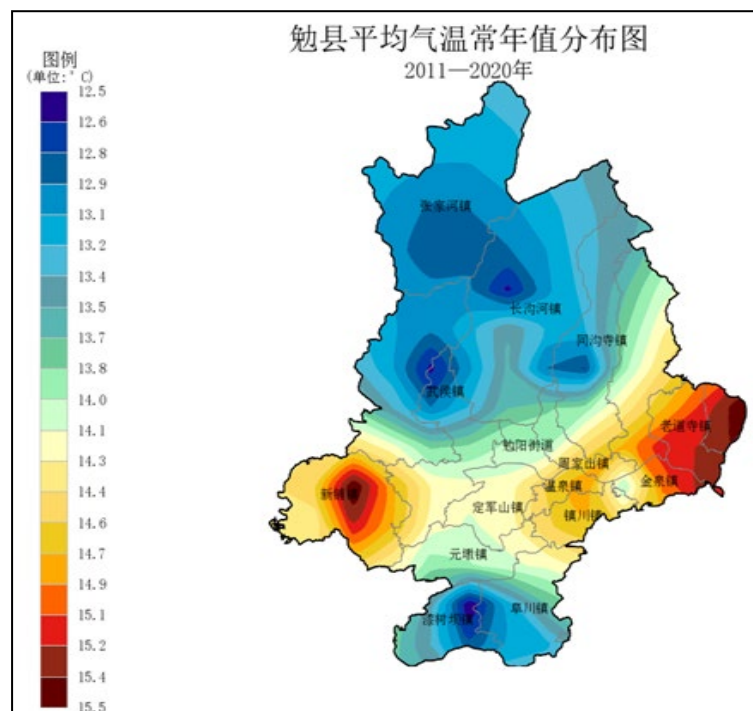 勉县平均气温常年值分布图
2011—2020年
图例
(单位:°C)
12.5
12.6
12.8
12.9
13.1
13.2
13.4
13.5
13.7
13.8
14.0
14.1
14.3
14.4
14.6
14.7
14.9
15.1
15.2
15.4
15.5
张家河镇
长沟河镇
同沟寺镇
武侯镇
老道寺镇
勉阳街道
周家山镇
温泉镇
金泉镇
新铺镇
定军山镇
镇川镇
元墩镇
漆树坝镇
阜川镇